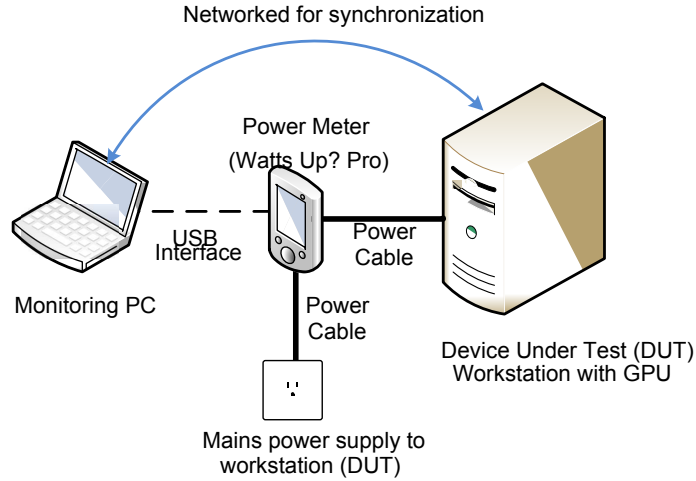 Networked for synchronization
Power Meter
(Watts Up? Pro)
USB
Interface
Power
Cable
Monitoring PC
Power
Cable
Device Under Test (DUT)
Workstation with GPU
Mains power supply to
workstation (DUT)